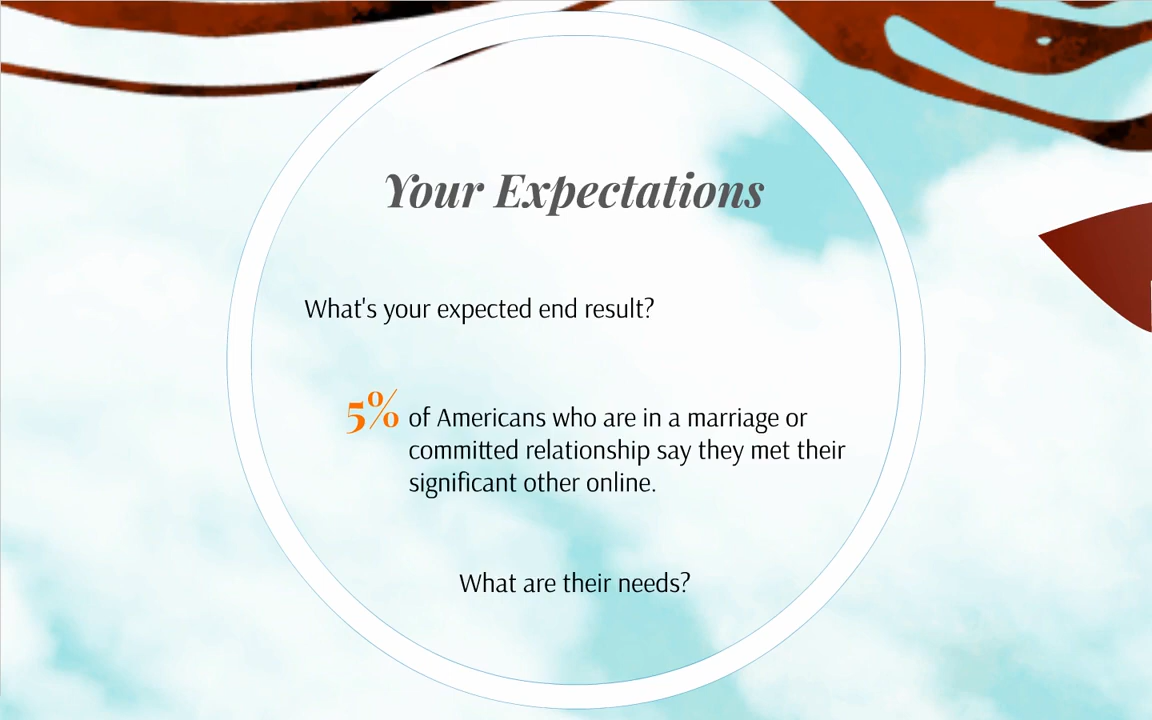 Your Expectations
What's your expected end result?
5% of Americans who are in a marriage or
committed relationship say they met their
significant other online.
What are their needs?